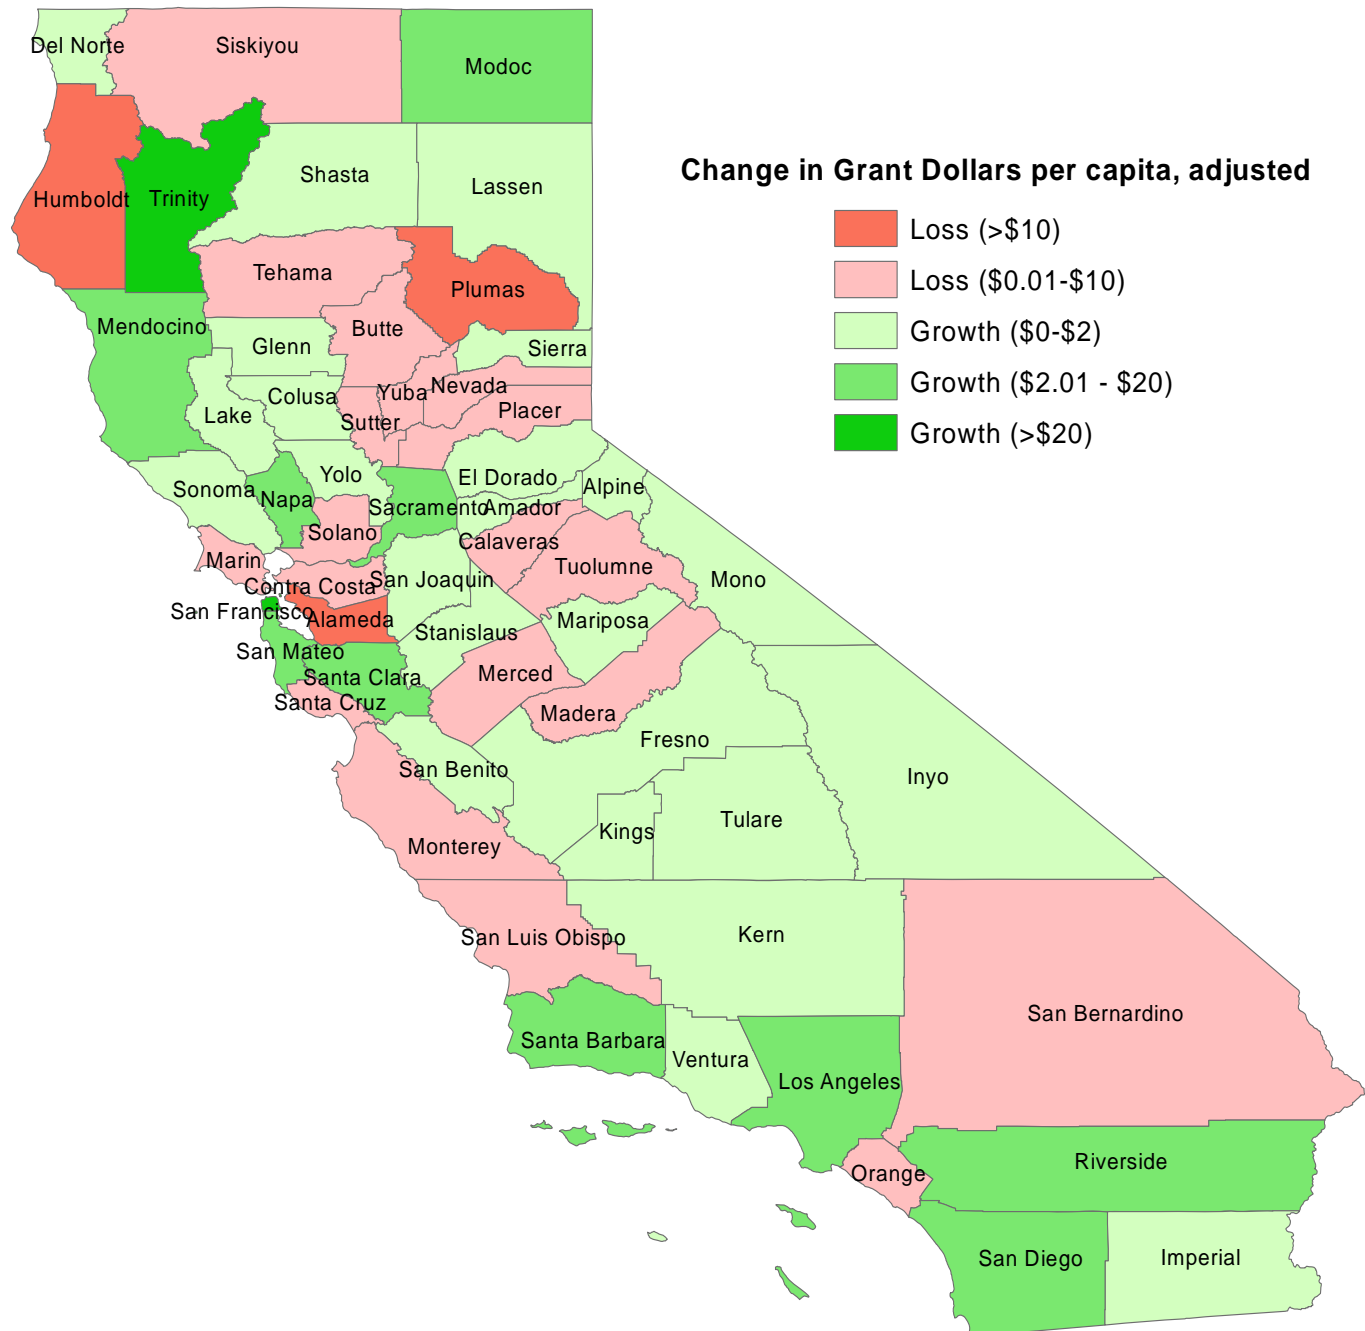 Del Norte
Siskiyou
Modoc
Humboldt
Trinity
Shasta
Lassen
Change in Grant Dollars per capita, adjusted
Loss (>$10)
Loss ($0.01-$10)
Growth ($0-$2)
Growth ($2.01 - $20)
Growth (>$20)
Tehama
Plumas
Mendocino
Glenn
Butte
Sierra
Lake
Colusa
Yuba
Nevada
Sutter
Placer
Sonoma
Napa
Yolo
Sacramento
El Dorado
Amador
Alpine
Marin
Solano
Calaveras
Tuolumne
Mono
Contra Costa
San Joaquin
San Francisco
Alameda
Stanislaus
Mariposa
San Mateo
Santa Clara
Santa Cruz
Merced
Madera
Fresno
San Benito
Inyo
Monterey
Kings
Tulare
San Luis Obispo
Kern
San Bernardino
Santa Barbara
Ventura
Los Angeles
Orange
Riverside
San Diego
Imperial